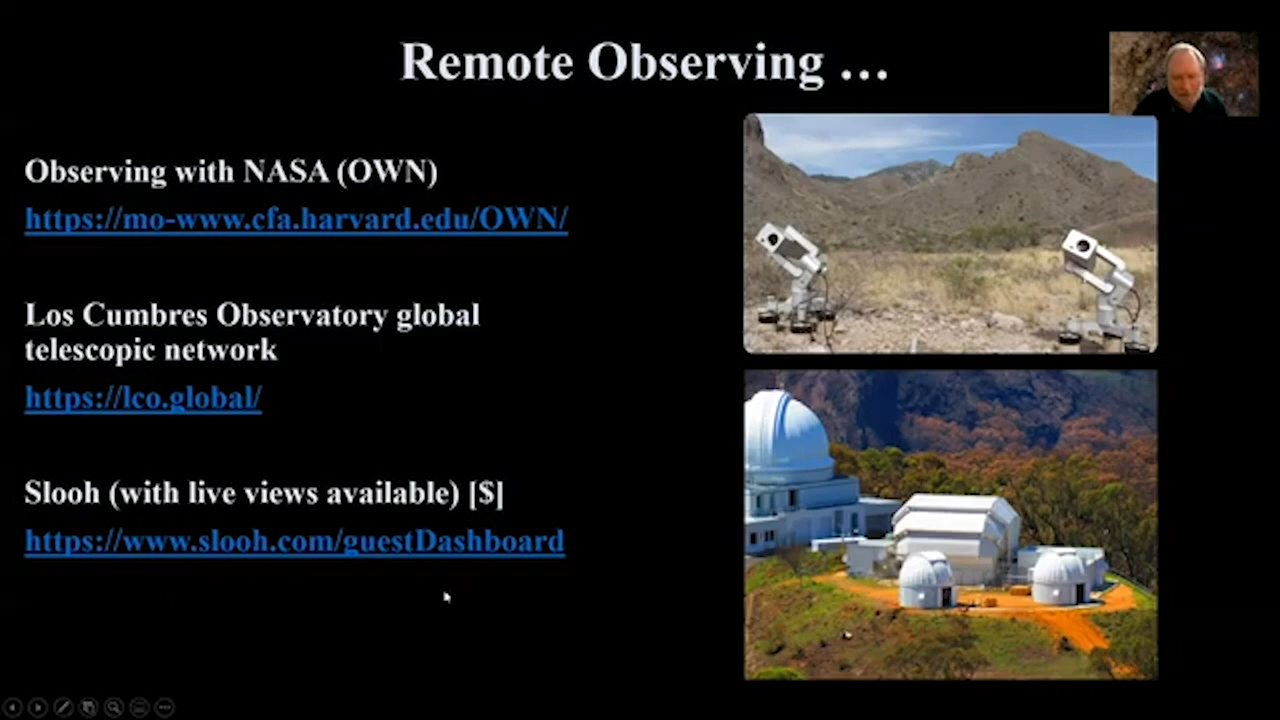 Remote Observing …
Observing with NASA (OWN)
https://mo-www.cfa.harvard.edu/OWN/
Los Cumbres Observatory global
telescopic network
https://lco.global/
Slooh (with live views available) [$]
https://www.slooh.com/guestDashboard